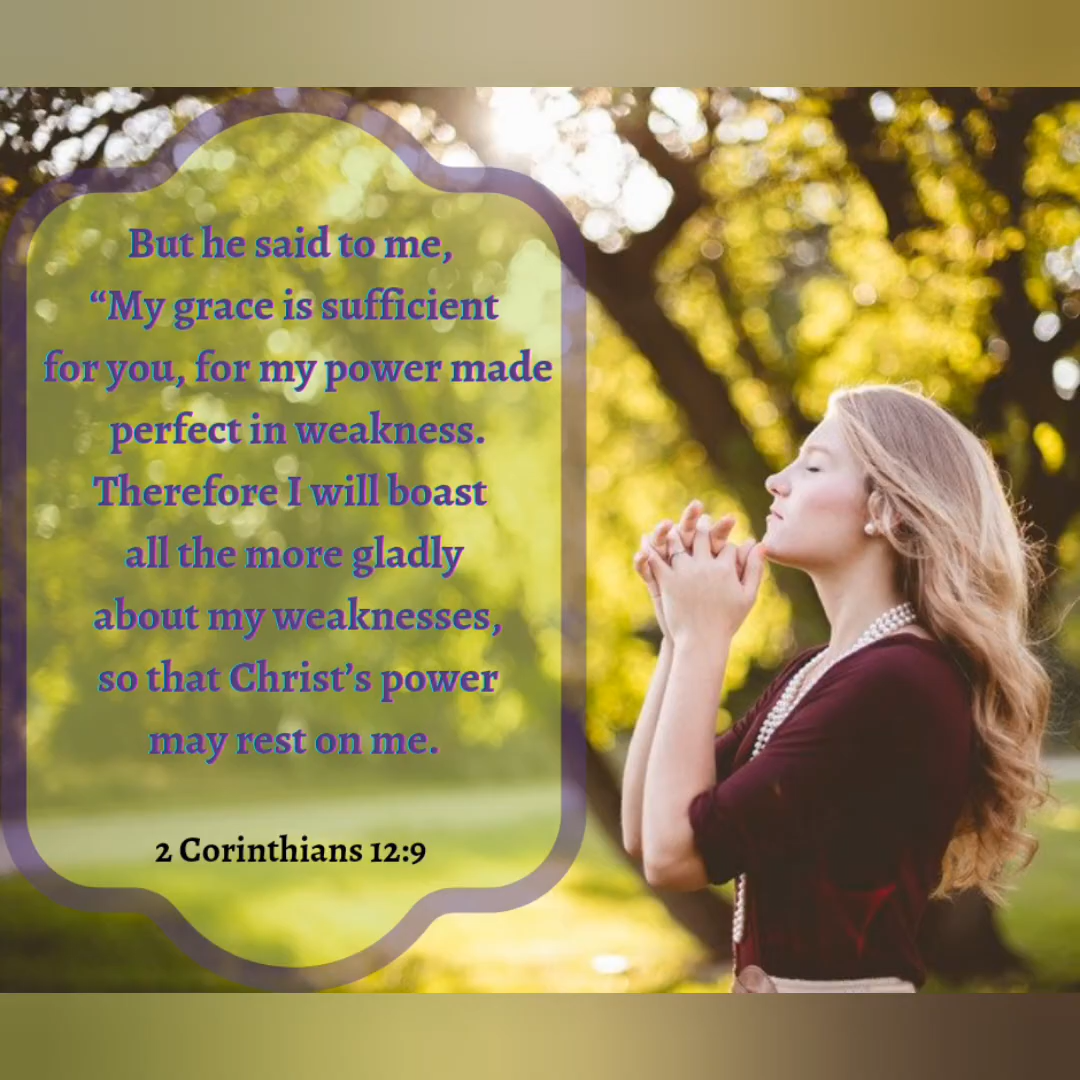 But he said to me,
“My grace is sufficient
for you, for my power made
perfect in weakness.
Therefore I will boast
all the more gladly
about my weaknesses,
so that Christ’s power
may rest on me.
2 Corinthians 12:9